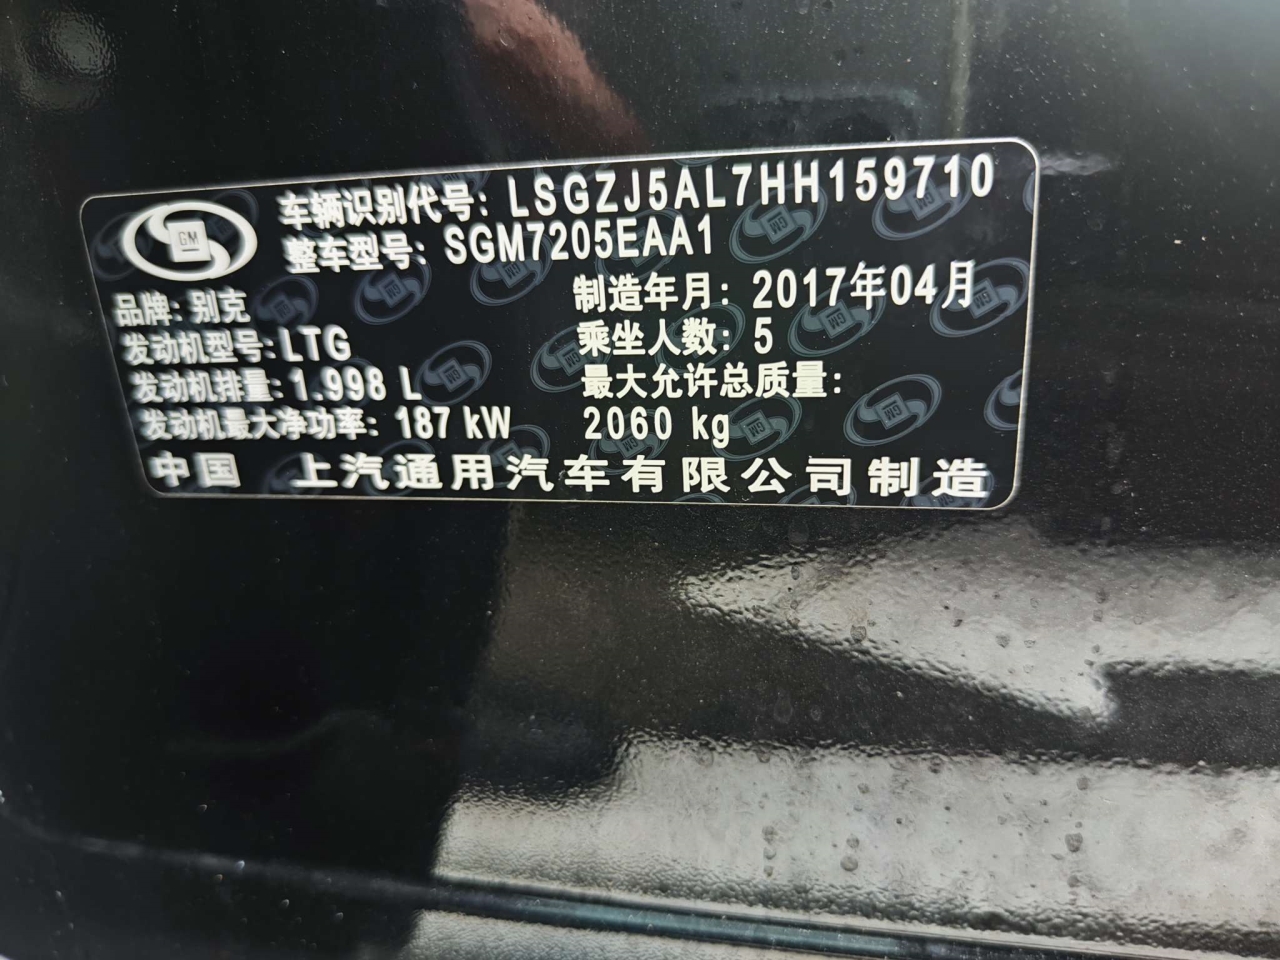 车辆识别代号: LSGZJ5AL7HH159710
整车型号: SGM7205EAA1
GM
品牌: 别克
制造年月: 2017年04月
发动机型号: LTG
乘坐人数: 5
发动机排量: 1.998 L
最大允许总质量:
发动机最大净功率: 187 kW
2060 kg
中国 上汽通用汽车有限公司制造